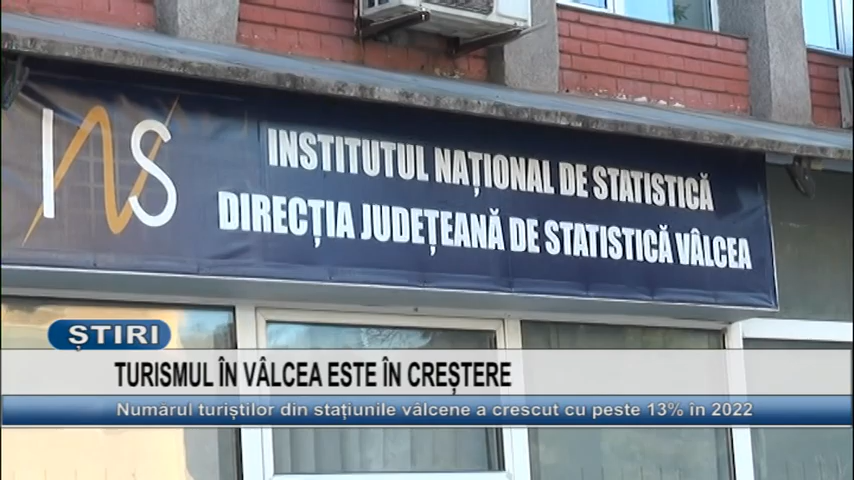 INS
INSTITUTUL NAȚIONAL DE STATISTICĂ
DIRECȚIA JUDEȚEANĂ DE STATISTICĂ VÂLCEA
ȘTIRI
TURISMUL ÎN VÂLCEA ESTE ÎN CREȘTERE
Numărul turiștilor din stațiunile vâlcene a crescut cu peste 13% în 2022